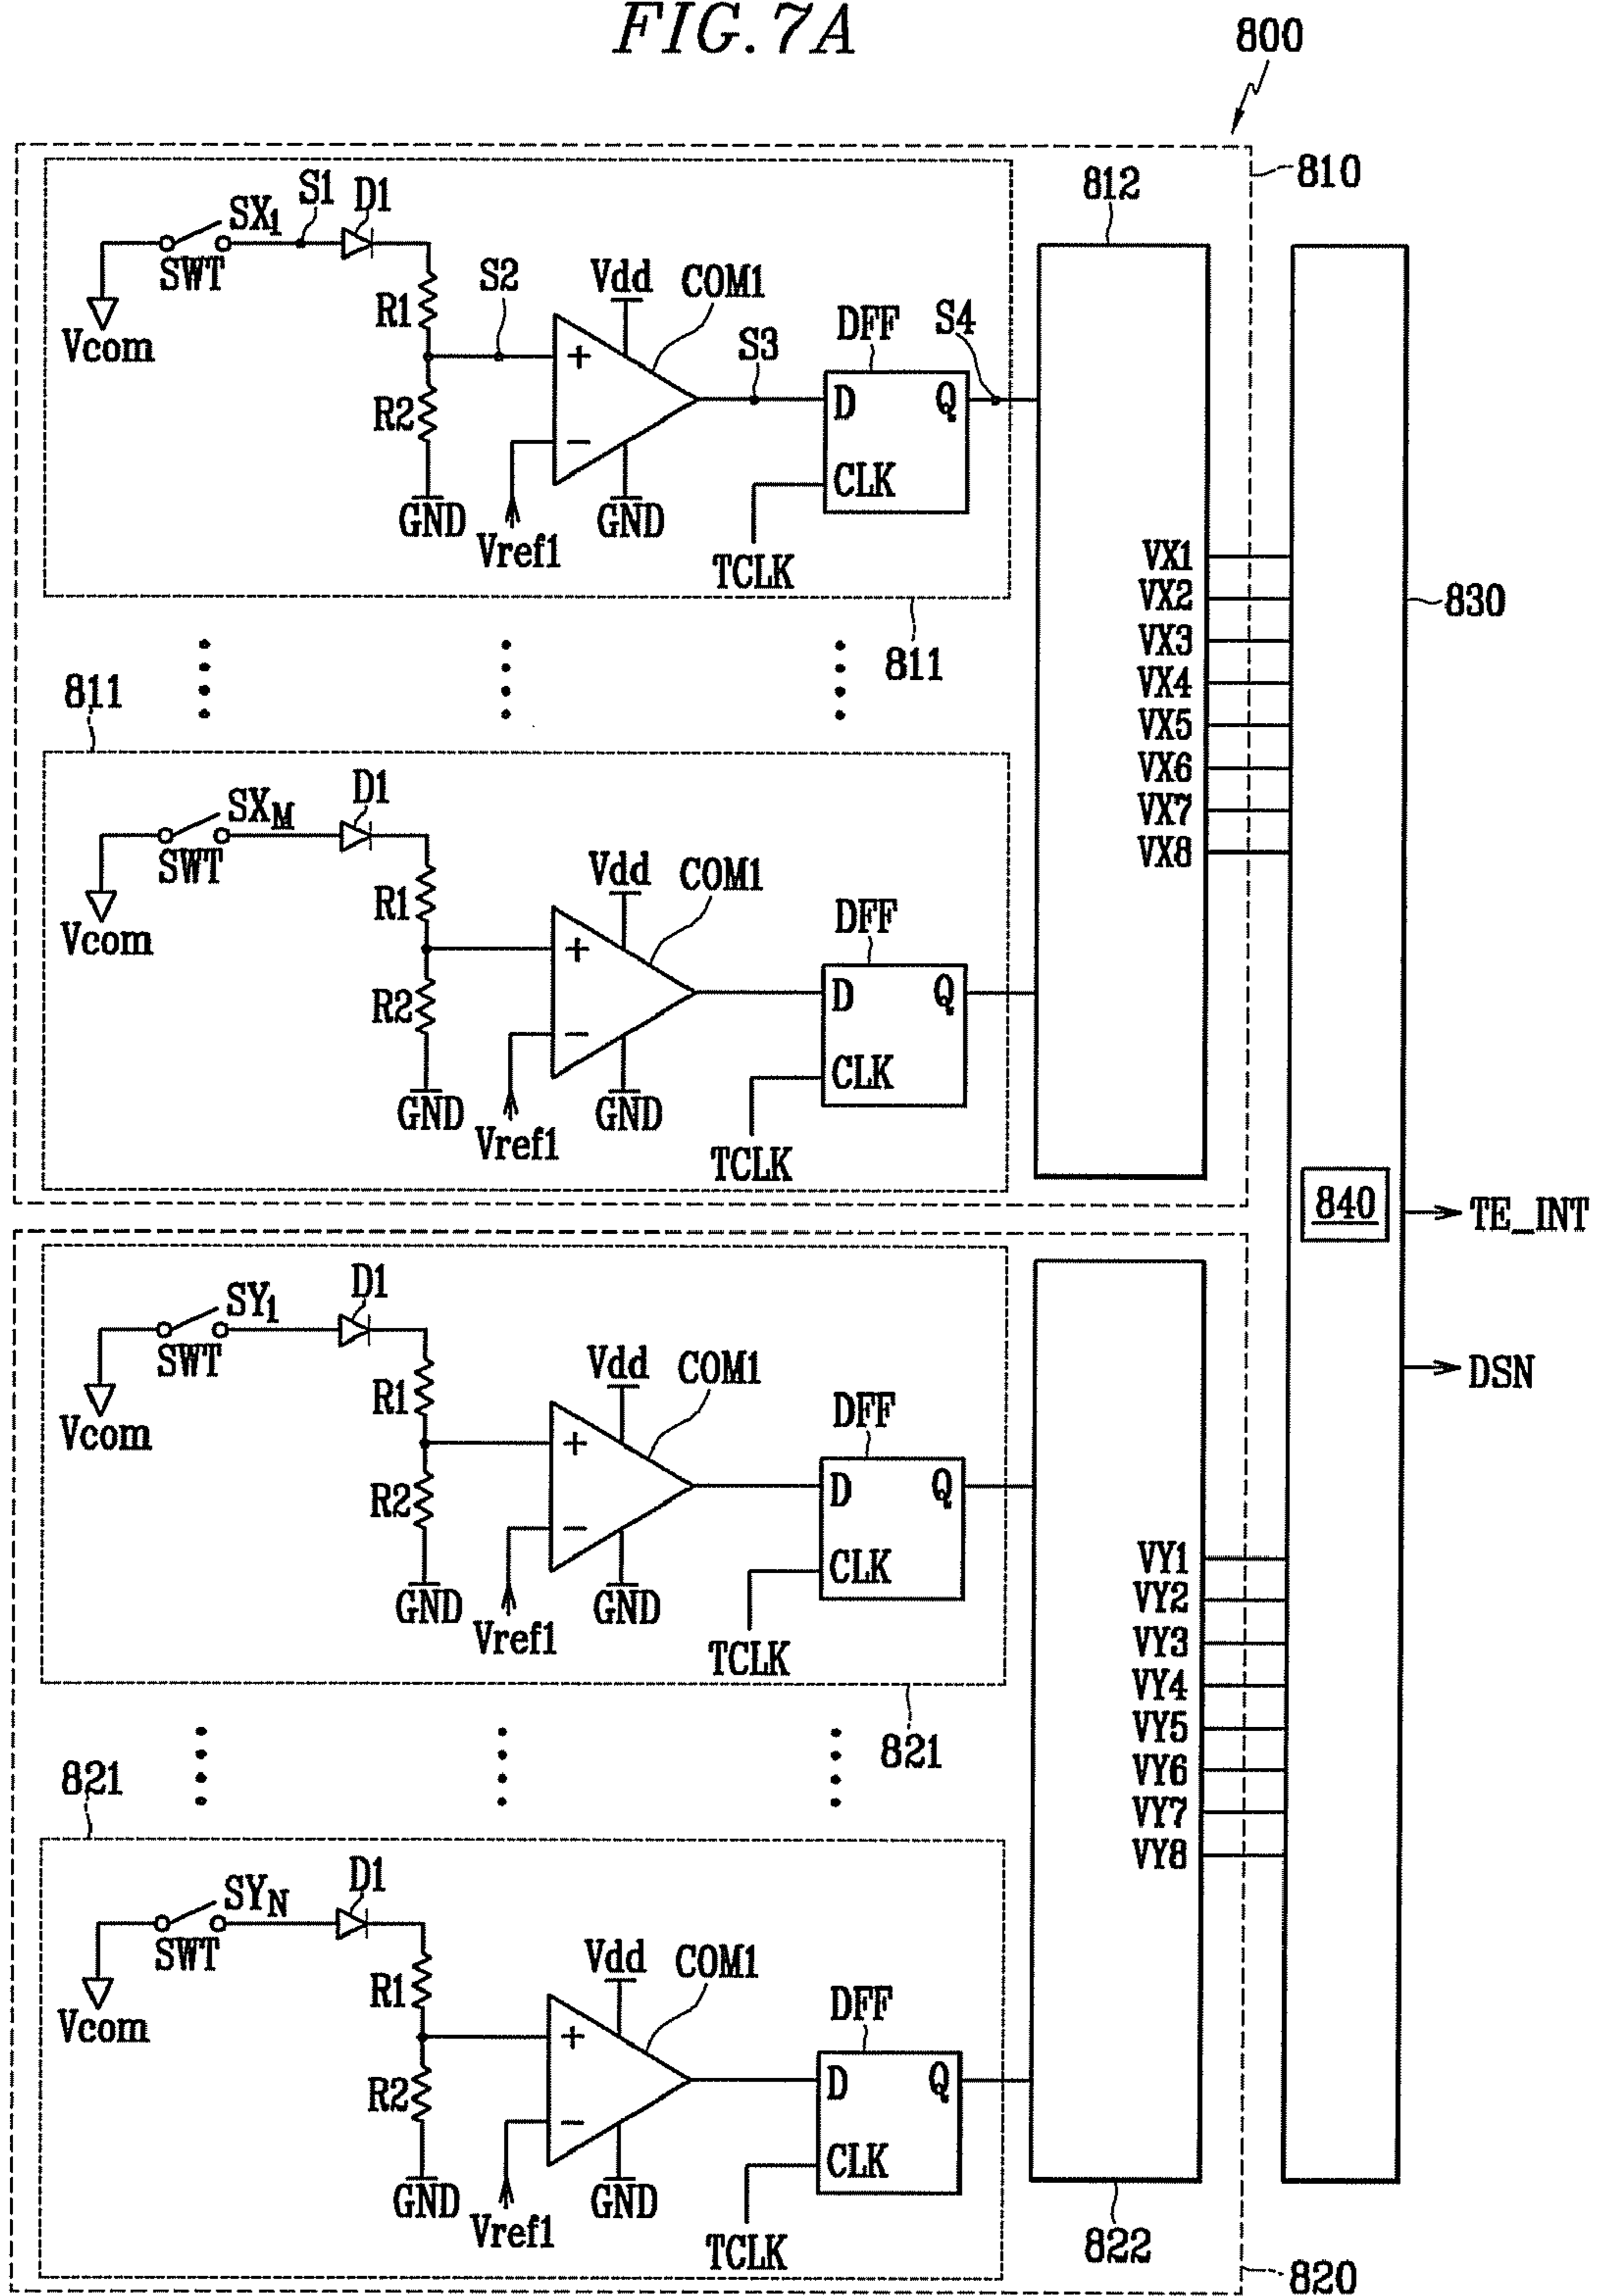 FIG. 7A
800
810
812
SX1
S1
D1
SWT
Vcom
R1
S2
Vdd
COM1
+
R2
S3
DFF
S4
D
Q
−
CLK
GND
Vref1
GND
TCLK
VX1
VX2
VX3
VX4
VX5
VX6
VX7
VX8
830
811
811
SXM
D1
SWT
Vcom
R1
Vdd
COM1
+
R2
DFF
D
Q
−
CLK
GND
Vref1
GND
TCLK
840
TE_INT
DSN
SY1
D1
SWT
Vcom
R1
Vdd
COM1
+
R2
DFF
D
Q
−
CLK
GND
Vref1
GND
TCLK
VY1
VY2
VY3
VY4
VY5
VY6
VY7
VY8
821
821
SYN
D1
SWT
Vcom
R1
Vdd
COM1
+
R2
DFF
D
Q
−
CLK
GND
Vref1
GND
TCLK
822
820